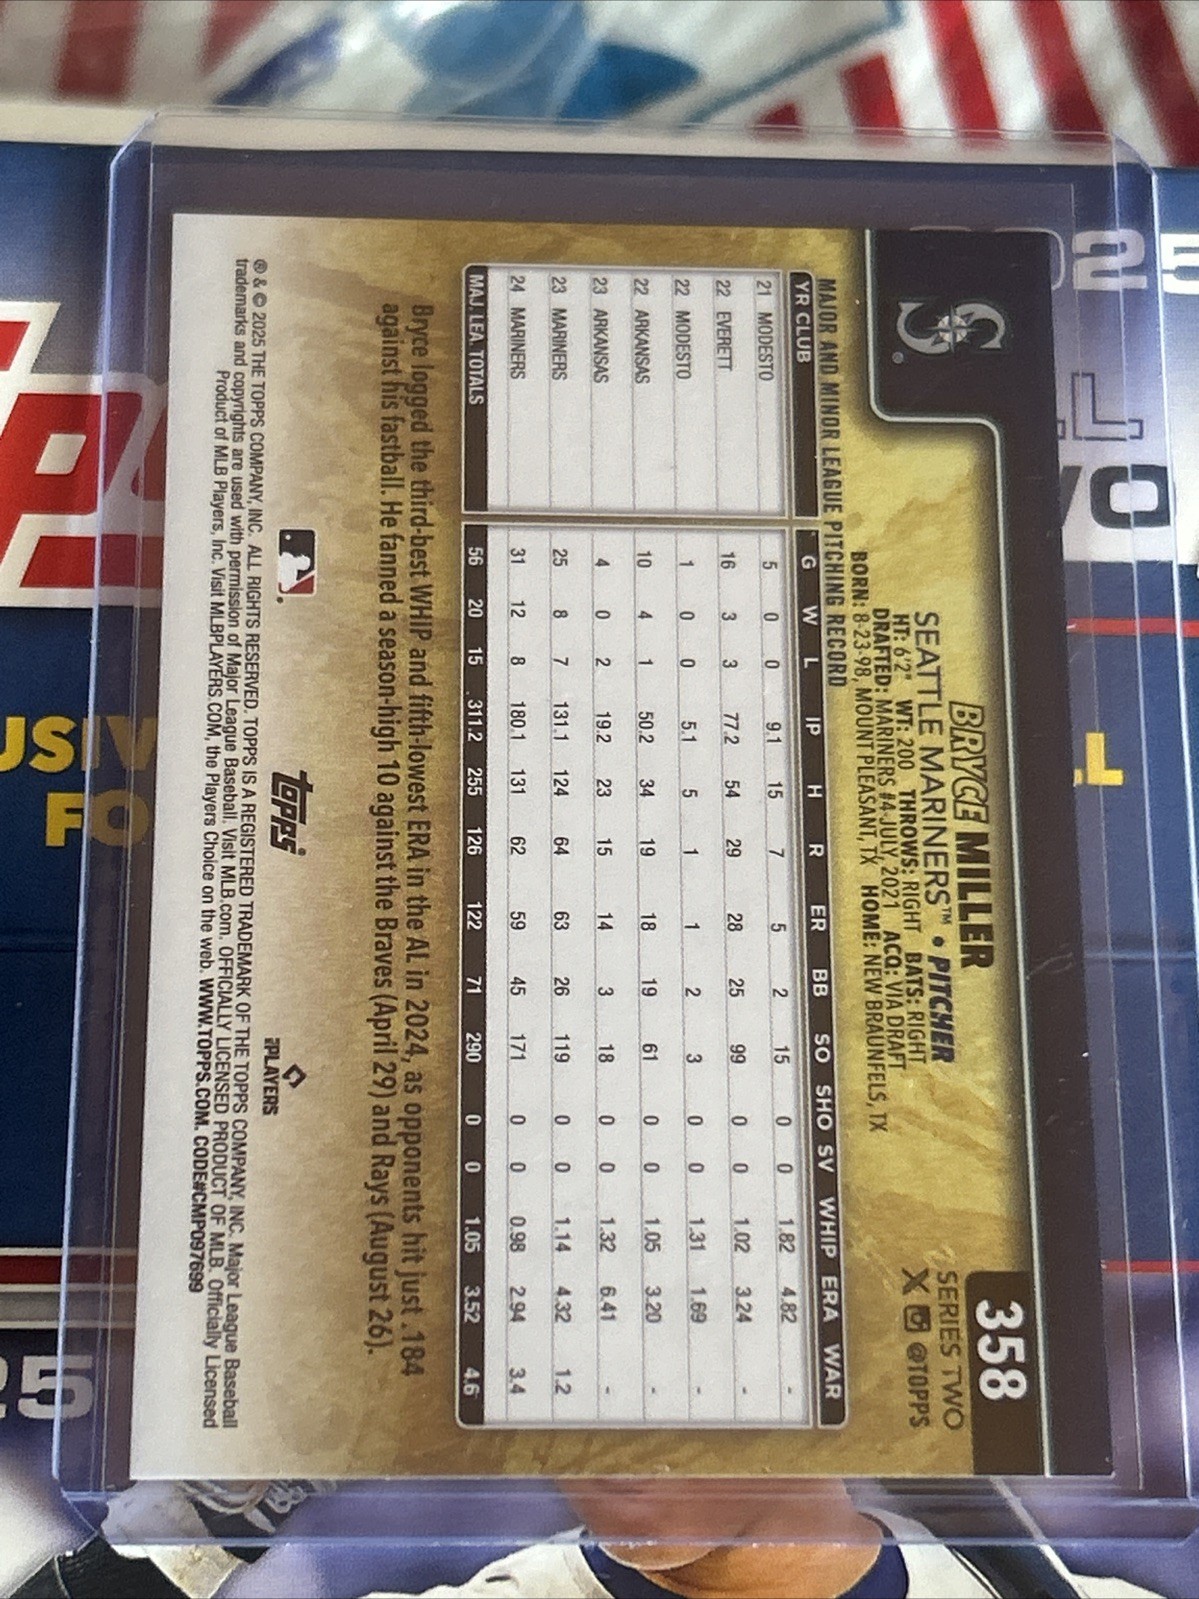 358
SERIES TWO
@TOPPS
BRYCE MILLER
SEATTLE MARINERS™ • PITCHER
HT: 6'2" WT: 200 THROWS: RIGHT BATS: RIGHT
DRAFTED: MARINERS #4-JULY, 2021 ACQ: VIA DRAFT
BORN: 8-23-98, MOUNT PLEASANT, TX HOME: NEW BRAUNFELS, TX
MAJOR AND MINOR LEAGUE PITCHING RECORD
YR CLUB G W L IP H R ER BB SO SHO SV WHIP ERA WAR
21 MODESTO 5 0 0 9.1 15 7 5 2 15 0 0 1.82 4.82 -
22 EVERETT 16 3 3 77.2 54 29 28 25 99 0 0 1.02 3.24 -
22 MODESTO 1 0 0 5.1 5 1 1 2 3 0 0 1.31 1.69 -
22 ARKANSAS 10 4 1 50.2 34 19 18 19 61 0 0 1.05 3.20 -
23 ARKANSAS 4 0 2 19.2 23 15 14 3 18 0 0 1.32 6.41 -
23 MARINERS 25 8 7 131.1 124 64 63 26 119 0 0 1.14 4.32 1.2
24 MARINERS 31 12 8 180.1 131 62 59 45 171 0 0 0.98 2.94 3.4
MAJ. LEA. TOTALS 56 20 15 311.2 255 126 122 71 290 0 0 1.05 3.52 4.6
Bryce logged the third-best WHIP and fifth-lowest ERA in the AL in 2024, as opponents hit just .184
against his fastball. He fanned a season-high 10 against the Braves (April 29) and Rays (August 26).
topps
PLAYERS
® & © 2025 THE TOPPS COMPANY, INC. ALL RIGHTS RESERVED. TOPPS IS A REGISTERED TRADEMARK OF THE TOPPS COMPANY, INC. Major League Baseball
trademarks and copyrights are used with permission of Major League Baseball. Visit MLB.com. OFFICIALLY LICENSED PRODUCT OF MLB. Officially Licensed
Product of MLB Players, Inc. Visit MLBPLAYERS.COM, the Players Choice on the web. WWW.TOPPS.COM. CODE#CMP097699